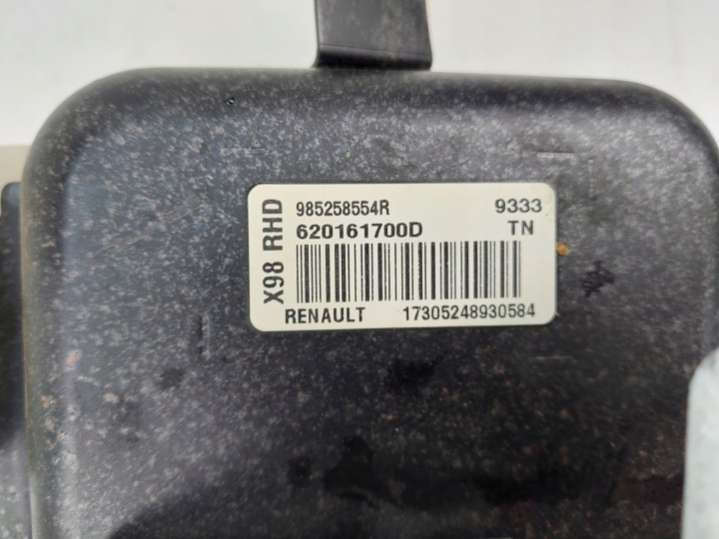 X98 RHD
985258554R 9333
620161700D TN
RENAULT 17305248930584